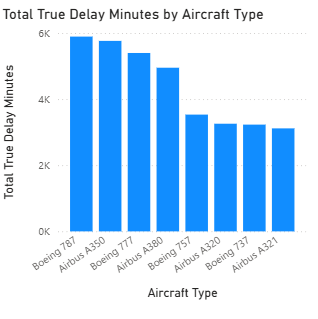 Total True Delay Minutes by Aircraft Type
Total True Delay Minutes
6K
4K
2K
0K
Boeing 787
Airbus A350
Boeing 777
Airbus A380
Boeing 757
Airbus A320
Boeing 737
Airbus A321
Aircraft Type